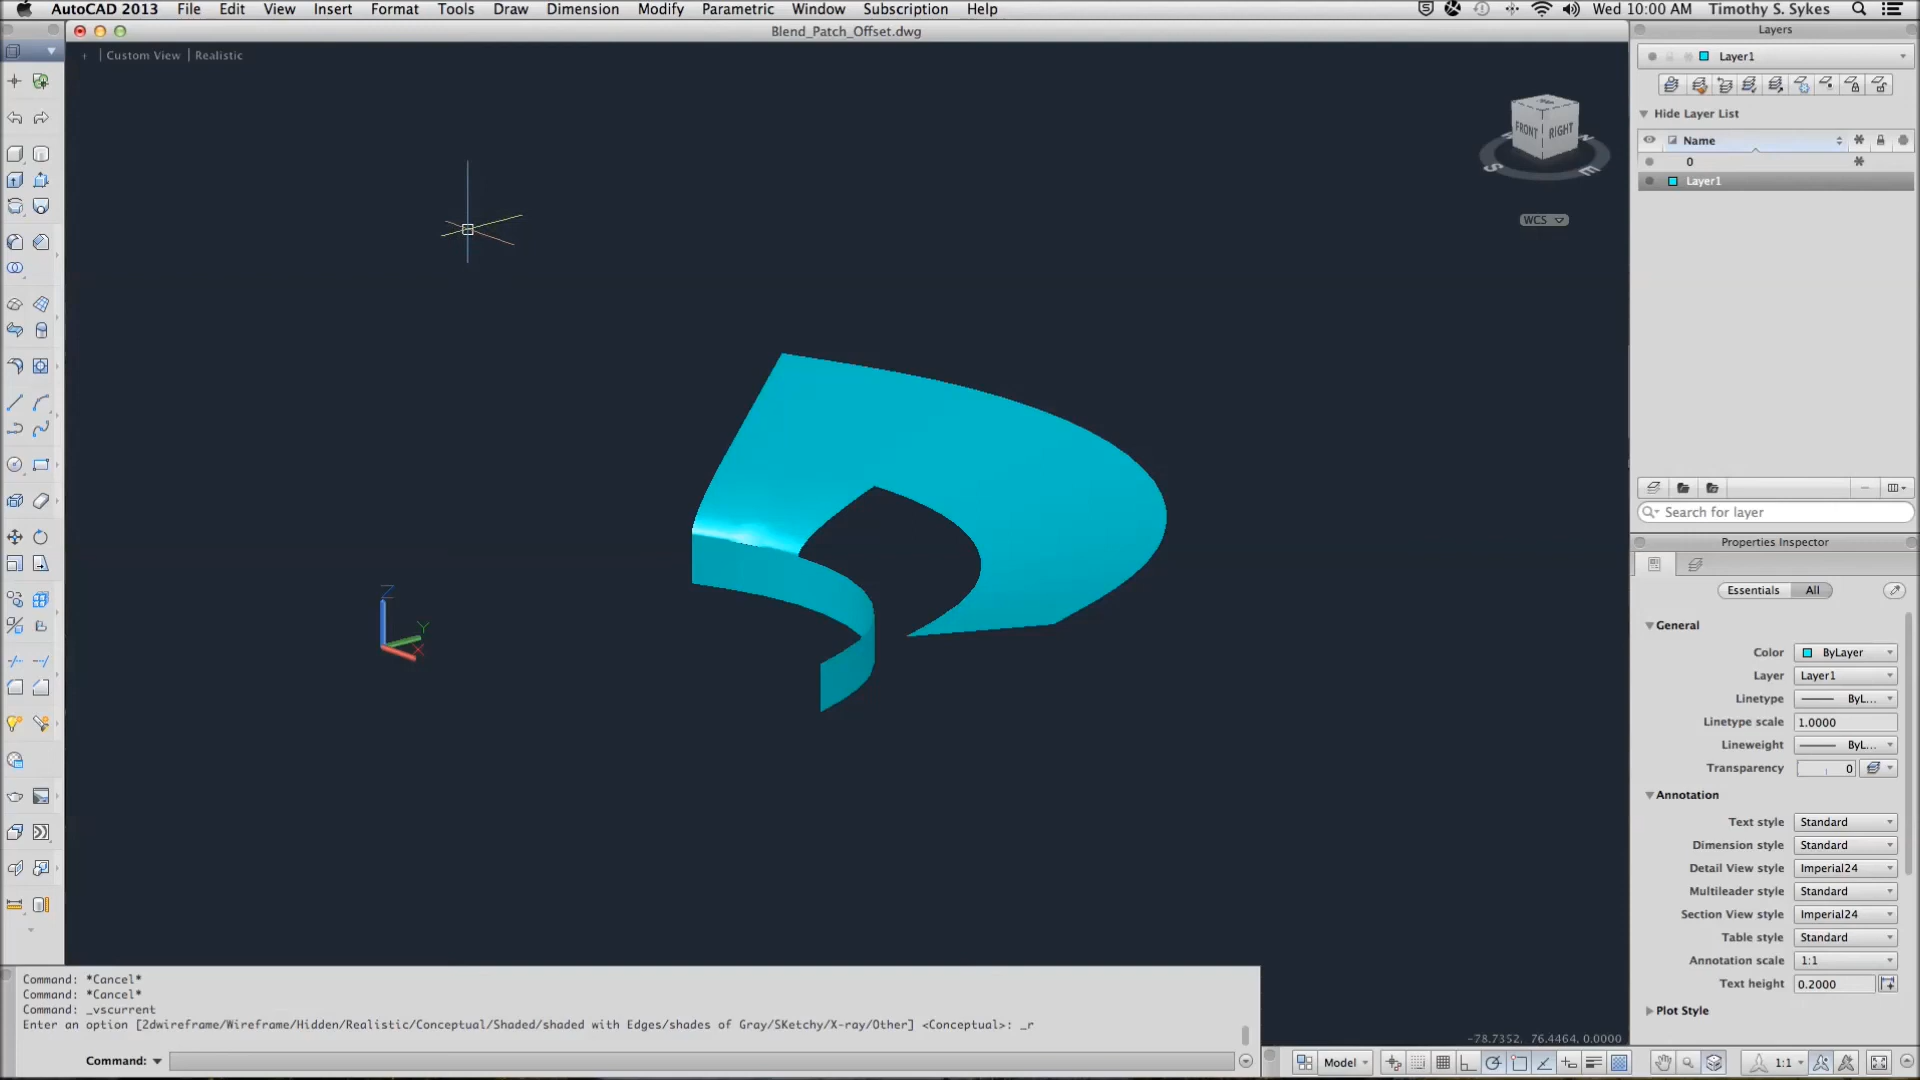 AutoCAD 2013 File Edit View Insert Format Tools Draw Dimension Modify Parametric Window Subscription Help Wed 10:00 AM Timothy S. Sykes
Blend_Patch_Offset.dwg
+ | Custom View | Realistic
FRONT RIGHT
S E
WCS
Z
Y
X
Layers
Layer1
Hide Layer List
Name
0
Layer1
Search for layer
Properties Inspector
Essentials All
General
Color ByLayer
Layer Layer1
Linetype ByL...
Linetype scale 1.0000
Lineweight ByL...
Transparency 0
Annotation
Text style Standard
Dimension style Standard
Detail View style Imperial24
Multileader style Standard
Section View style Imperial24
Table style Standard
Annotation scale 1:1
Text height 0.2000
Plot Style
Command: *Cancel*
Command: *Cancel*
Command: _vscurrent
Enter an option [2dwireframe/Wireframe/Hidden/Realistic/Conceptual/Shaded/shaded with Edges/shades of Gray/SKetchy/X-ray/Other] <Conceptual>: _r
Command:
-78.7352, 76.4464, 0.0000
Model 1:1